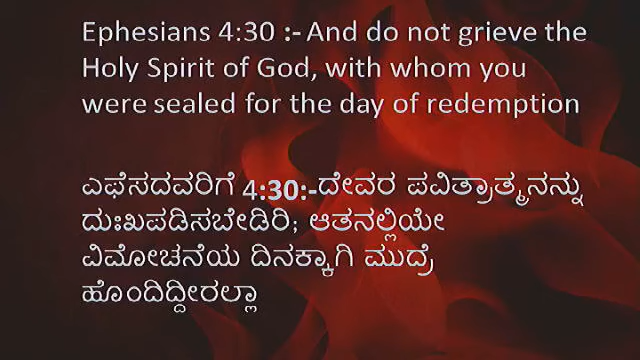 Ephesians 4:30 :- And do not grieve the
Holy Spirit of God, with whom you
were sealed for the day of redemption
ಎಫೆಸದವರಿಗೆ 4:30:-ದೇವರ ಪವಿತ್ರಾತ್ಮನನ್ನು
ದುಃಖಪಡಿಸಬೇಡಿರಿ; ಆತನಲ್ಲಿಯೇ
ವಿಮೋಚನೆಯ ದಿನಕ್ಕಾಗಿ ಮುದ್ರೆ
ಹೊಂದಿದ್ದೀರಲ್ಲಾ